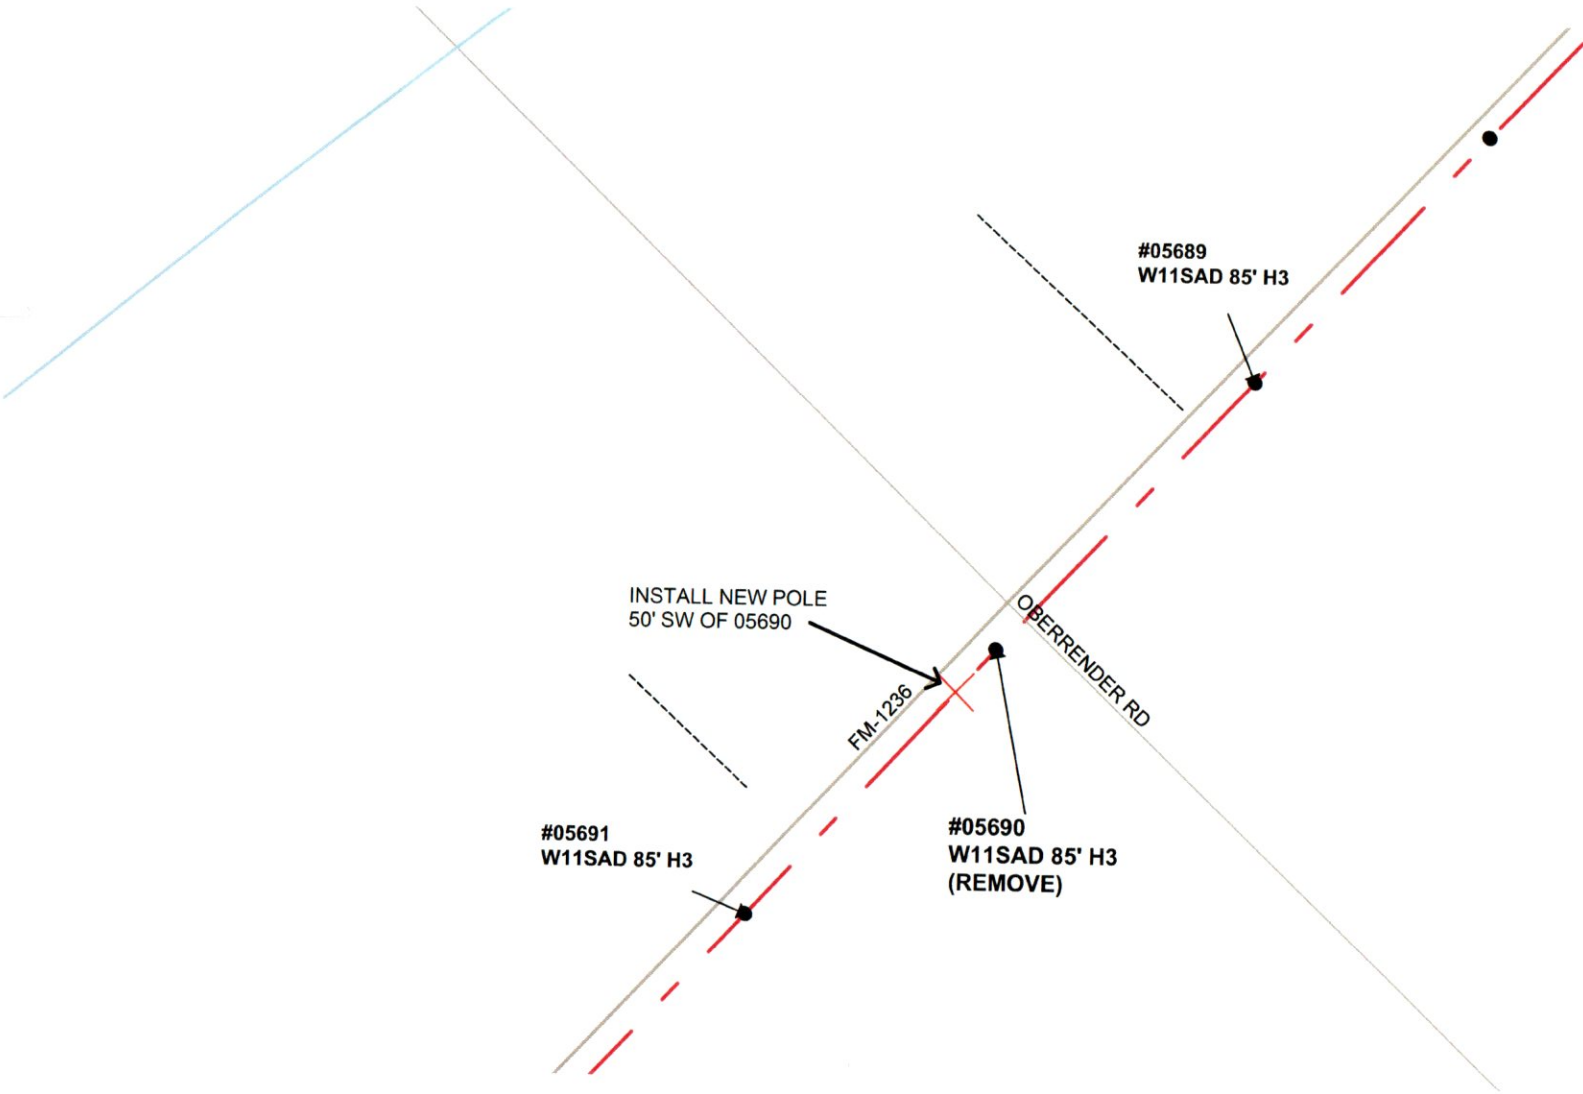 #05689
W11SAD 85' H3
INSTALL NEW POLE
50' SW OF 05690
OBERRENDER RD
FM-1236
#05691
W11SAD 85' H3
#05690
W11SAD 85' H3
(REMOVE)